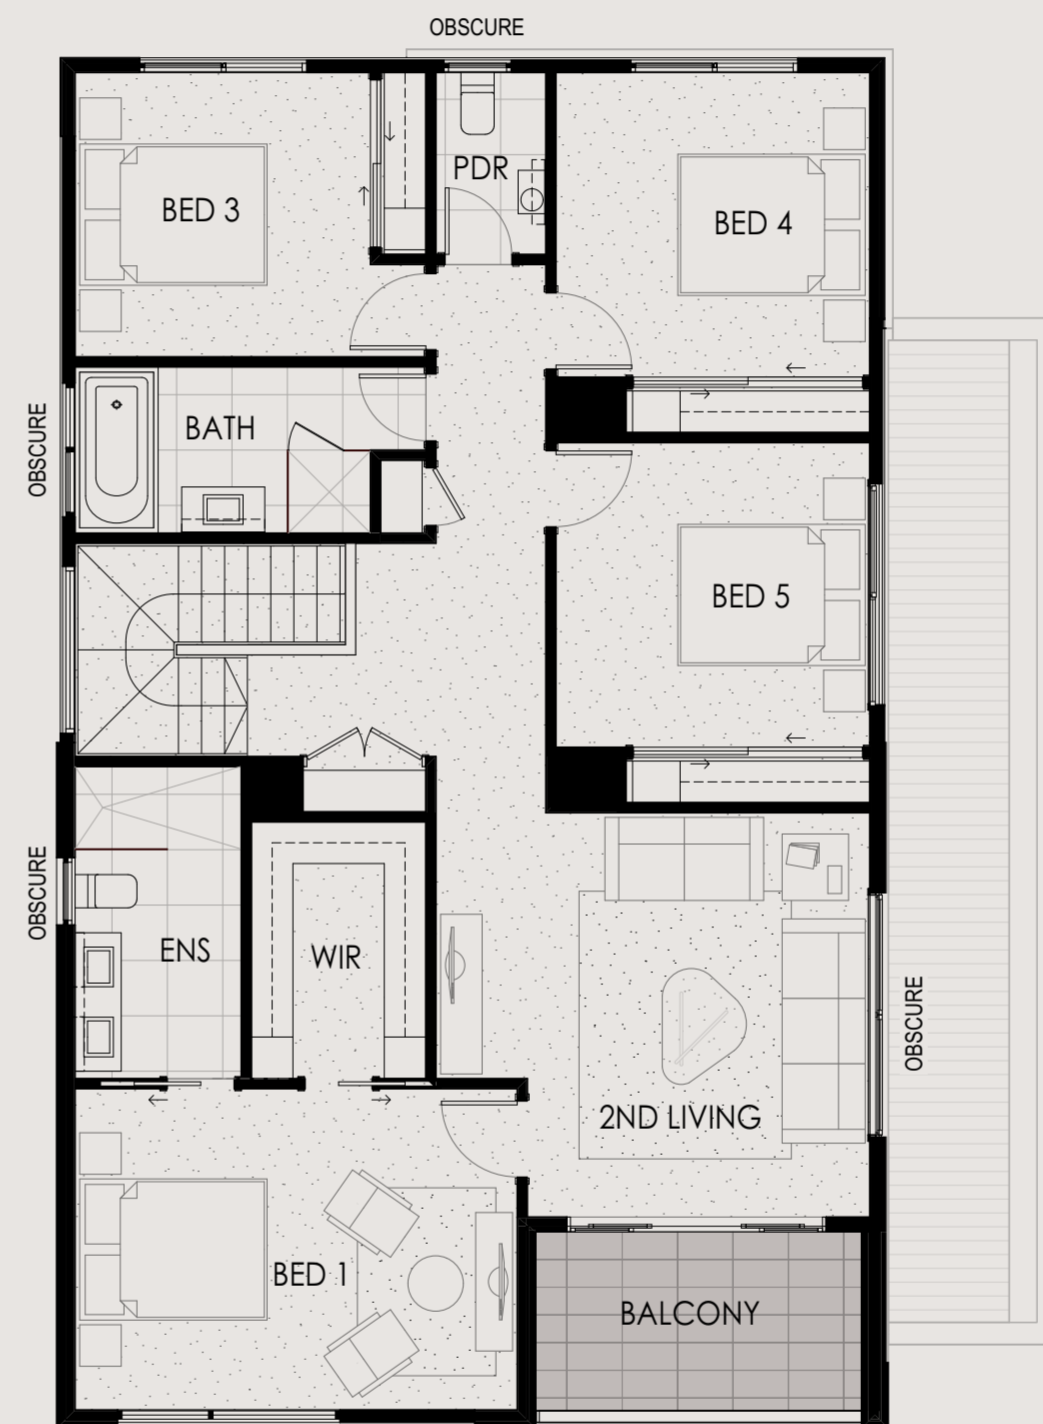 OBSCURE
PDR
BED 3
BED 4
OBSCURE
BATH
BED 5
OBSCURE
ENS
WIR
OBSCURE
2ND LIVING
BED 1
BALCONY